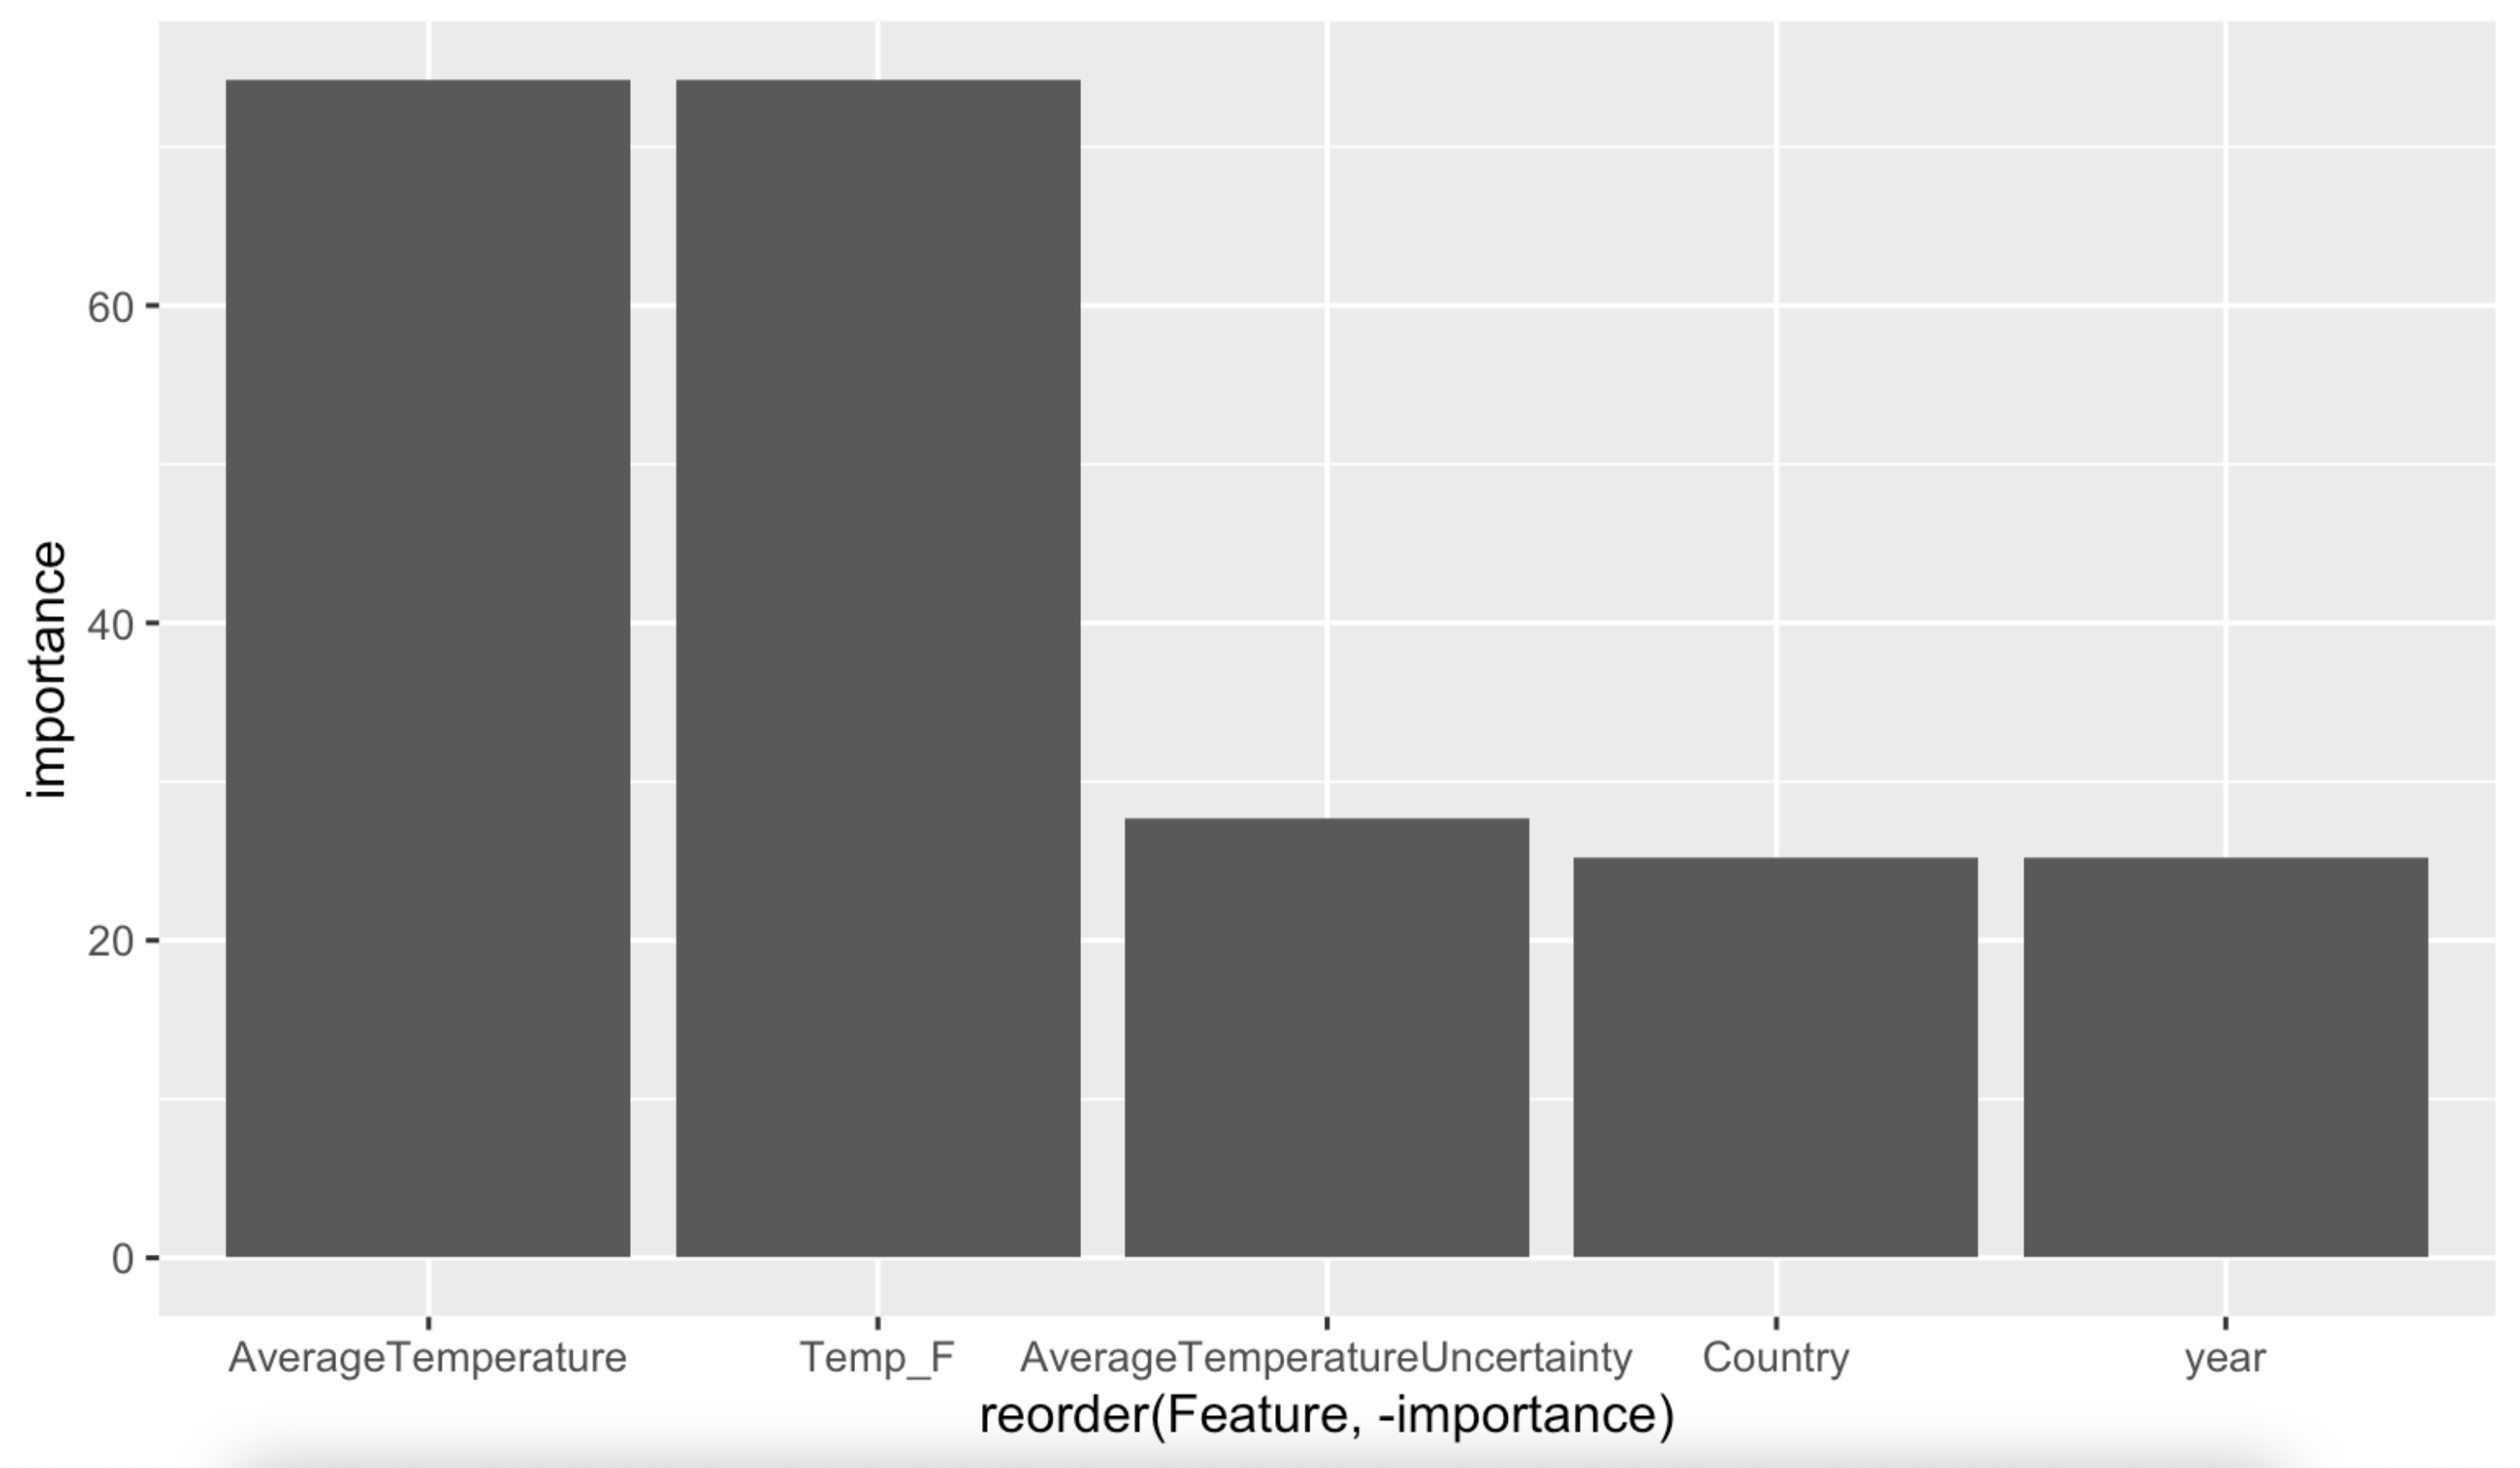 importance
60
40
20
0
AverageTemperature Temp_F AverageTemperatureUncertainty Country year
reorder(Feature, -importance)